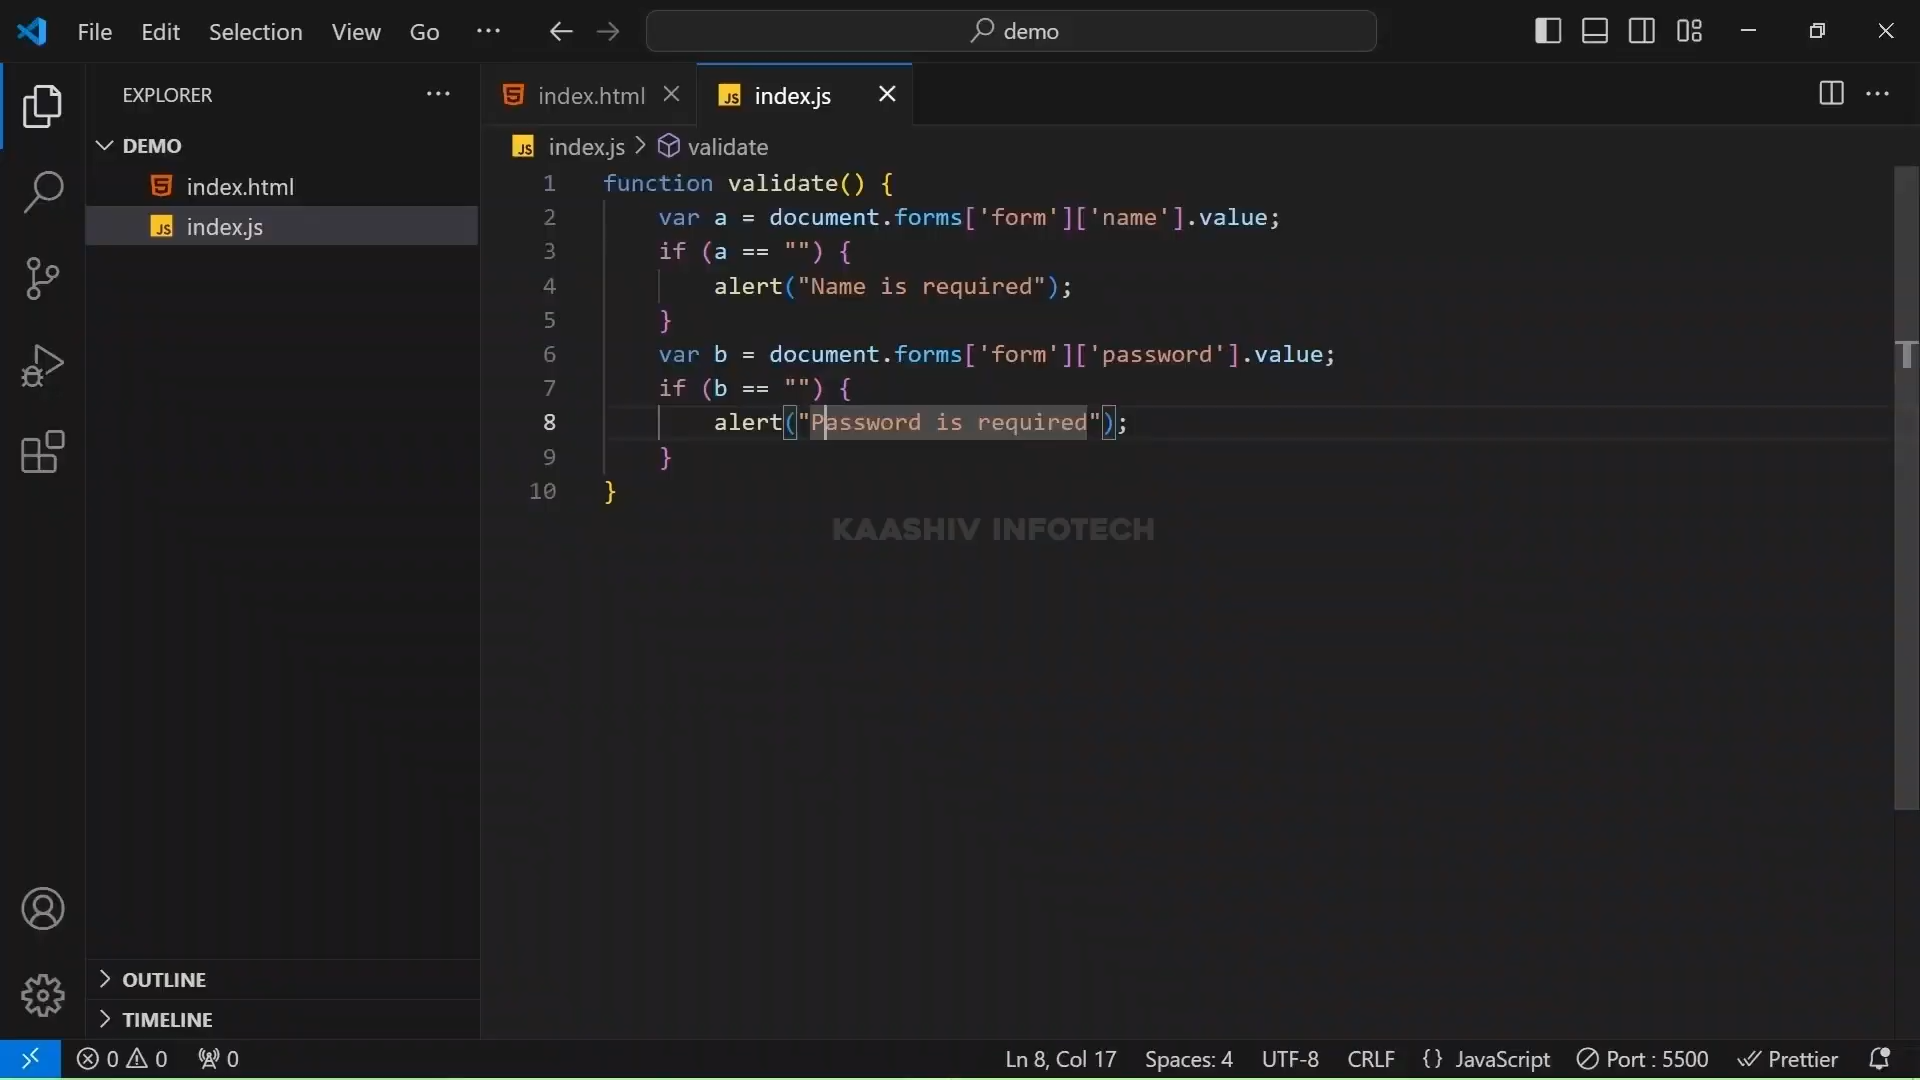 File Edit Selection View Go ··· demo
EXPLORER ···
DEMO
index.html
JS index.js
OUTLINE
TIMELINE
index.html JS index.js
JS index.js > validate
1 function validate() {
2 var a = document.forms['form']['name'].value;
3 if (a == "") {
4 alert("Name is required");
5 }
6 var b = document.forms['form']['password'].value;
7 if (b == "") {
8 alert("Password is required");
9 }
10 }
KAASHIV INFOTECH
0 0 0 Ln 8, Col 17 Spaces: 4 UTF-8 CRLF {} JavaScript Port : 5500 Prettier